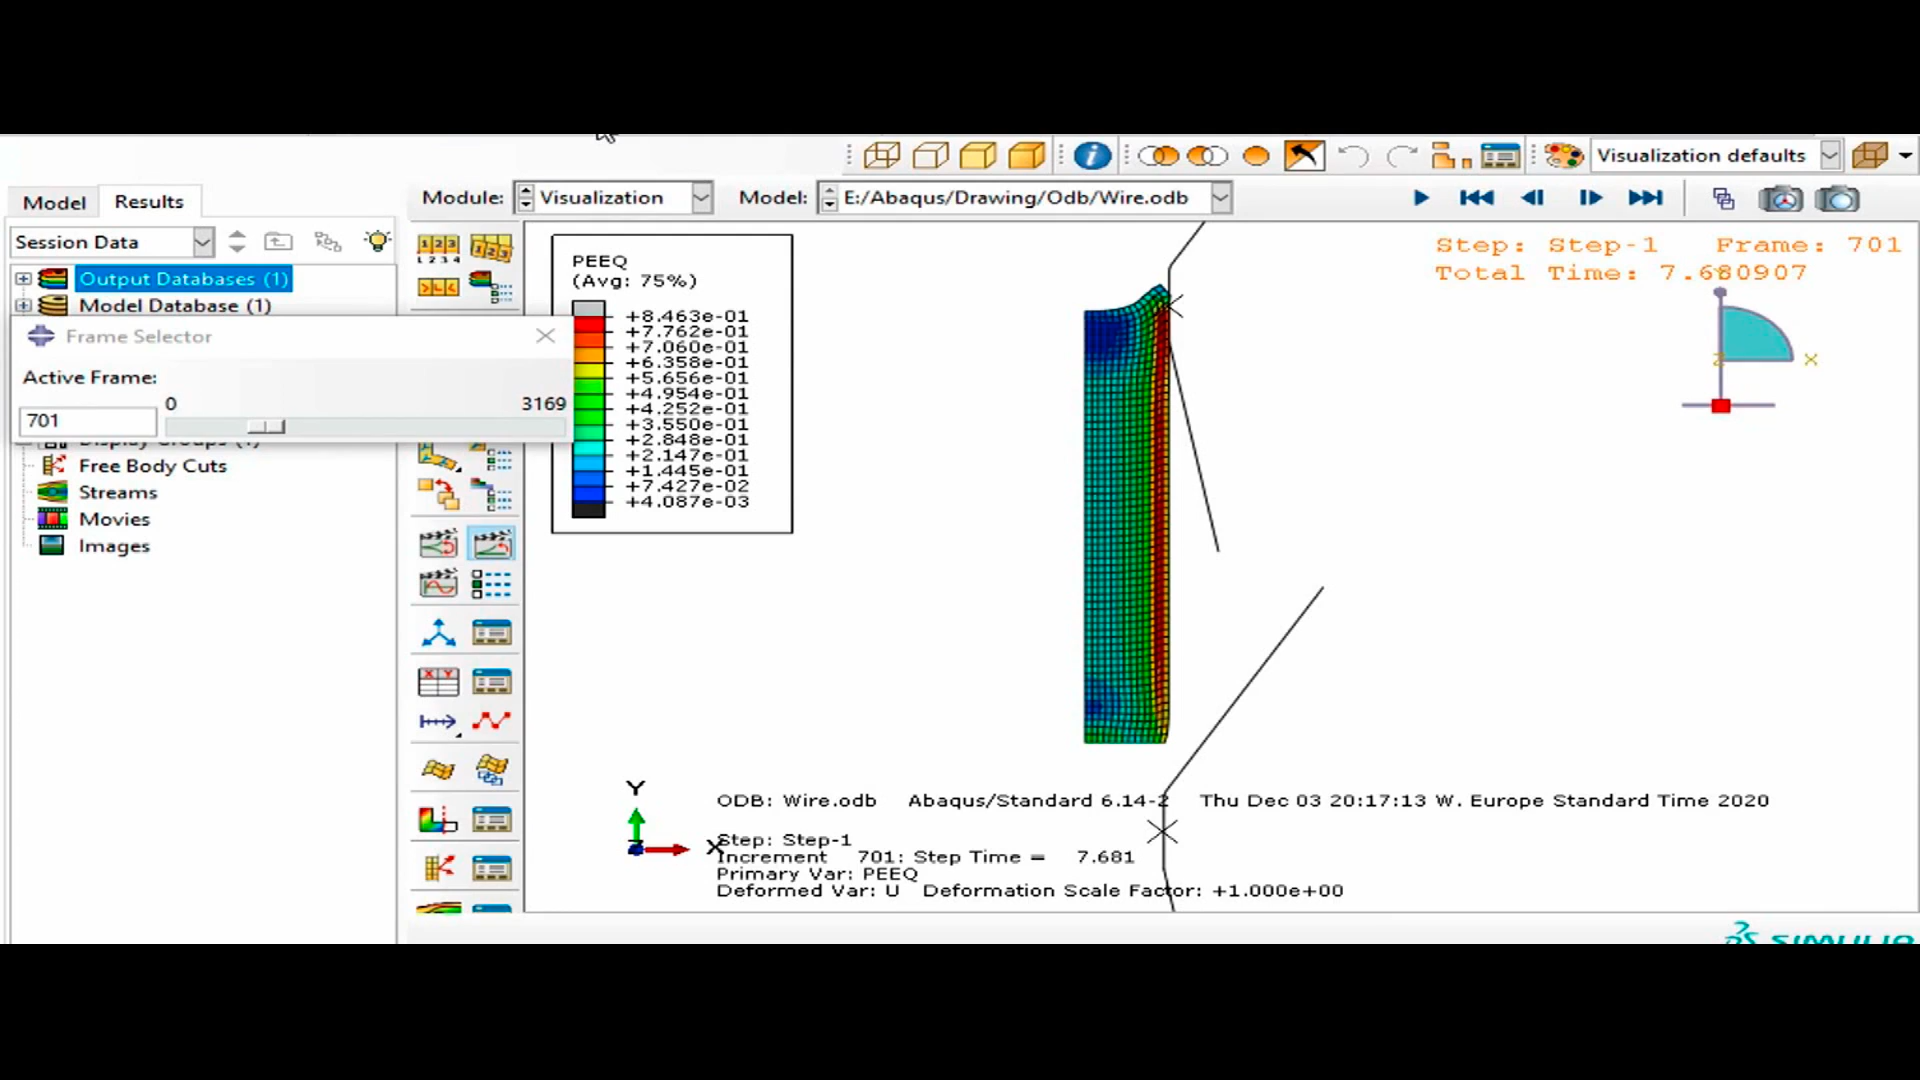 Visualization defaults
Model Results
Module: Visualization Model: E:/Abaqus/Drawing/Odb/Wire.odb
Session Data
Output Databases (1)
Model Database (1)
Frame Selector
Active Frame:
0 3169
701
Free Body Cuts
Streams
Movies
Images
PEEQ
(Avg: 75%)
+8.463e-01
+7.762e-01
+7.060e-01
+6.358e-01
+5.656e-01
+4.954e-01
+4.252e-01
+3.550e-01
+2.848e-01
+2.147e-01
+1.445e-01
+7.427e-02
+4.087e-03
Step: Step-1 Frame: 701
Total Time: 7.680907
Z X
Y
X
ODB: Wire.odb Abaqus/Standard 6.14-2 Thu Dec 03 20:17:13 W. Europe Standard Time 2020
Step: Step-1
Increment 701: Step Time = 7.681
Primary Var: PEEQ
Deformed Var: U Deformation Scale Factor: +1.000e+00